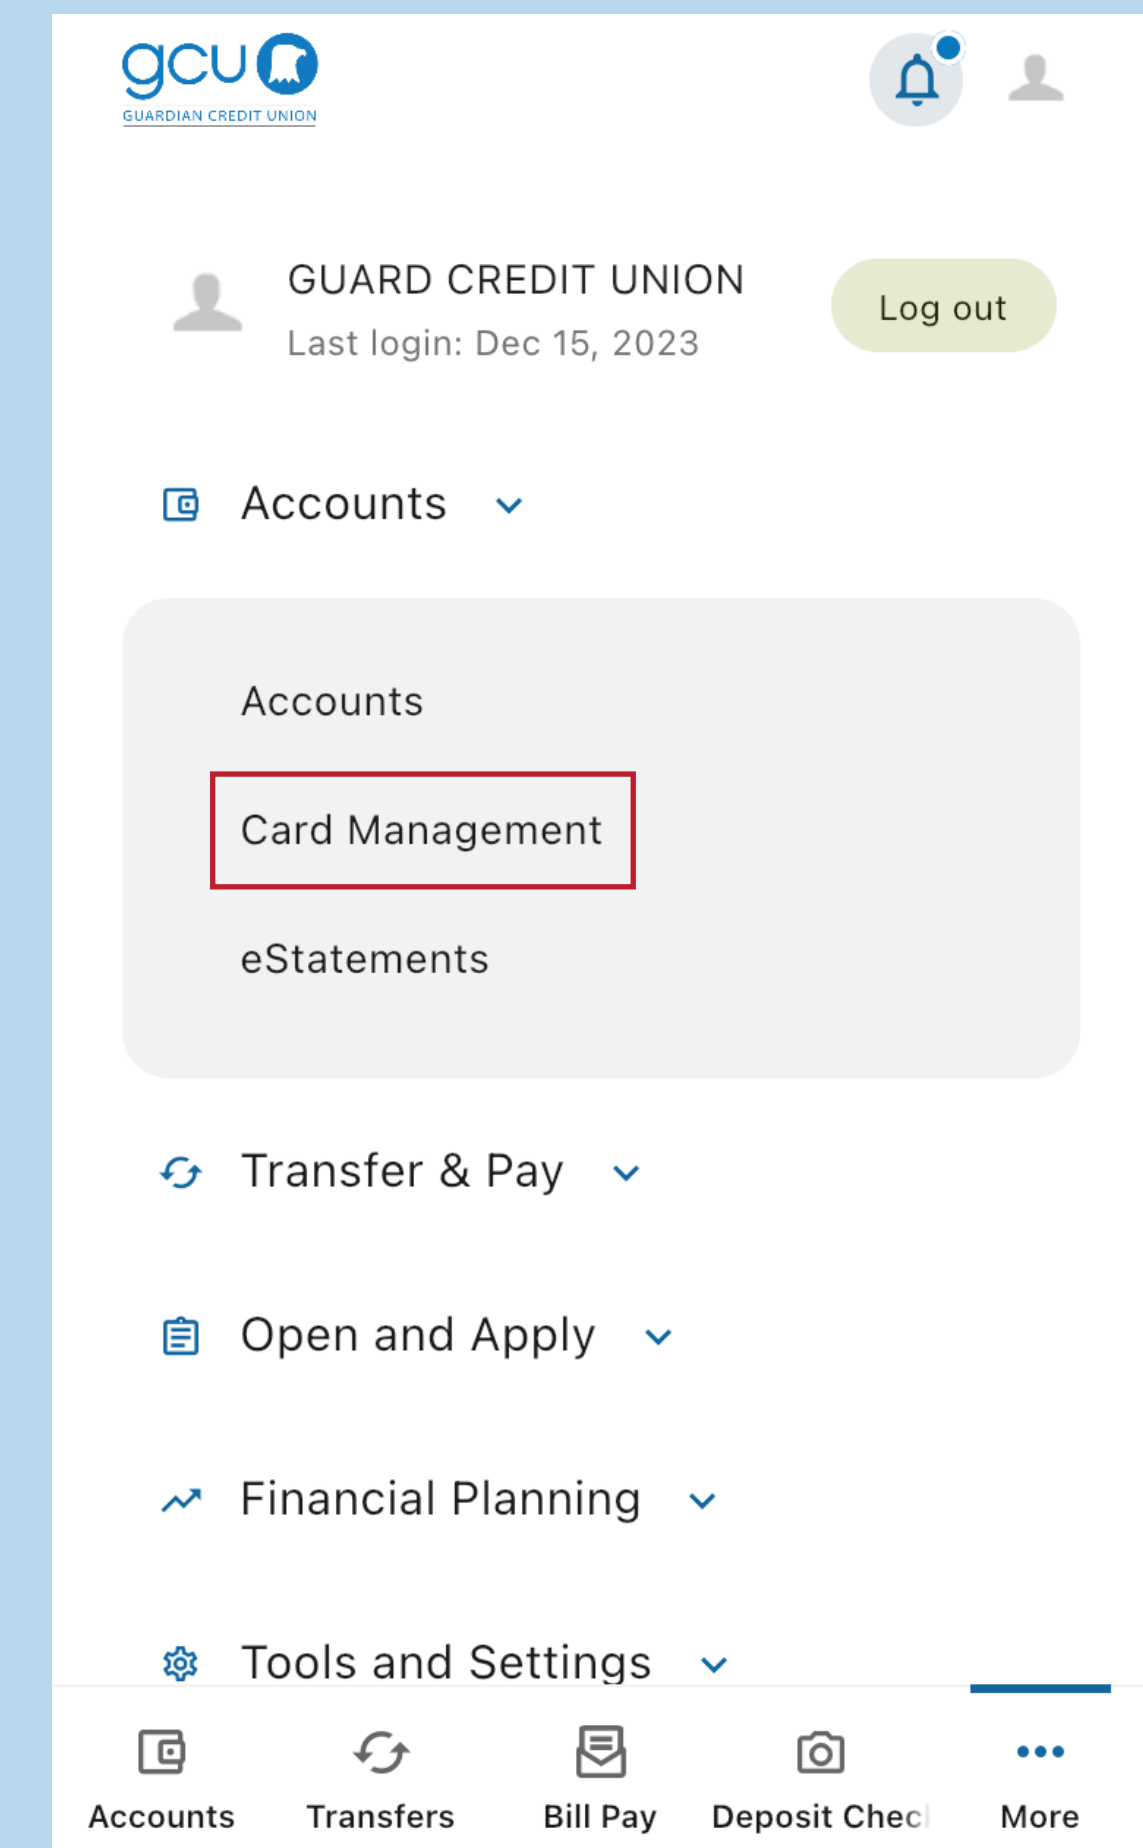 gcu
GUARDIAN CREDIT UNION
GUARD CREDIT UNION
Last login: Dec 15, 2023
Log out
Accounts
Accounts
Card Management
eStatements
Transfer & Pay
Open and Apply
Financial Planning
Tools and Settings
Accounts
Transfers
Bill Pay
Deposit Chec
More